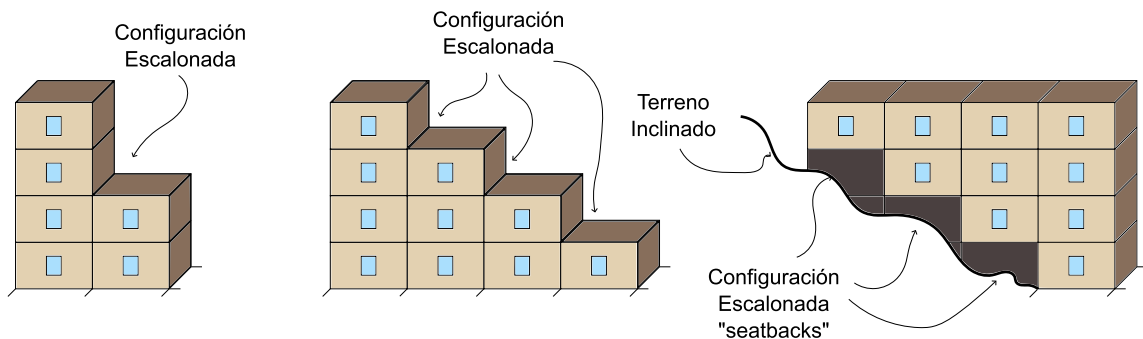 Configuración
Escalonada
Configuración
Escalonada
Terreno
Inclinado
Configuración
Escalonada
"seatbacks"